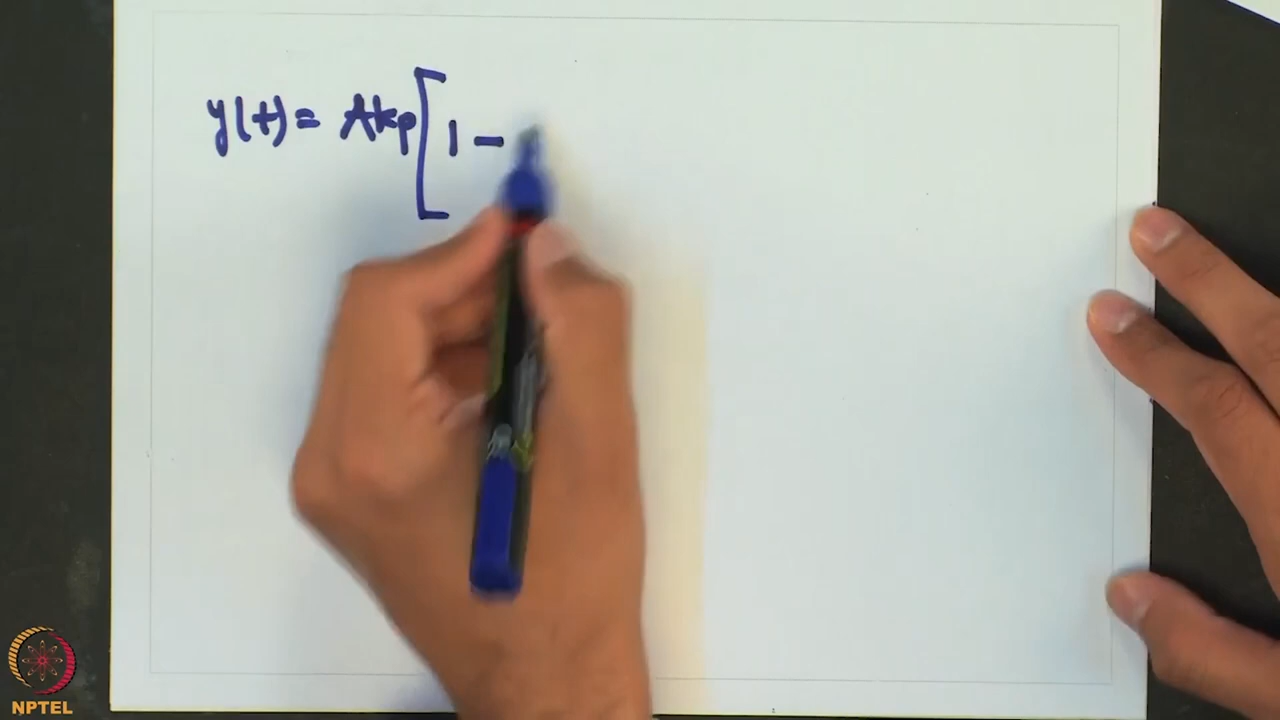 y(t) = Akp[1 -
NPTEL